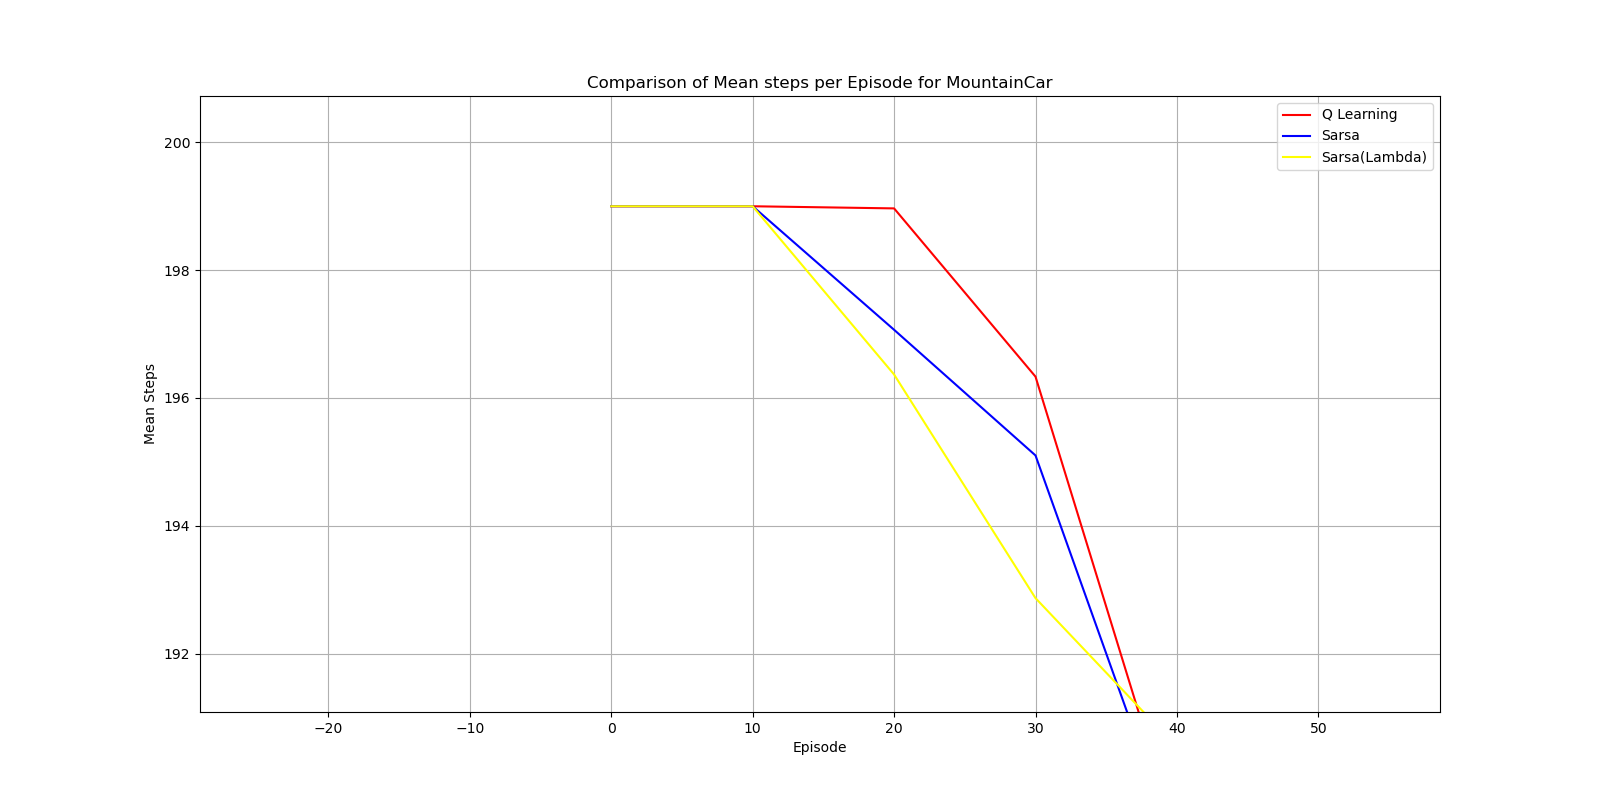 Comparison of Mean steps per Episode for MountainCar
Q Learning
Sarsa
Sarsa(Lambda)
Mean Steps
200
198
196
194
192
−20 −10 0 10 20 30 40 50
Episode